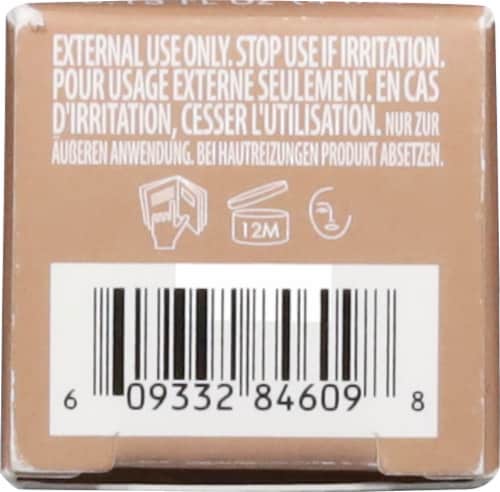 EXTERNAL USE ONLY. STOP USE IF IRRITATION.
POUR USAGE EXTERNE SEULEMENT. EN CAS
D'IRRITATION, CESSER L'UTILISATION. NUR ZUR
ÄUßEREN ANWENDUNG. BEI HAUTREIZUNGEN PRODUKT ABSETZEN.
12M
6 09332 84609 8